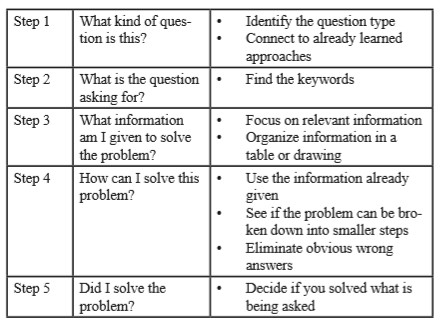 Step 1
What kind of ques-
tion is this?
• Identify the question type
• Connect to already learned
approaches
Step 2
What is the question
asking for?
• Find the keywords
Step 3
What information
am I given to solve
the problem?
• Focus on relevant information
• Organize information in a
table or drawing
Step 4
How can I solve this
problem?
• Use the information already
given
• See if the problem can be bro-
ken down into smaller steps
• Eliminate obvious wrong
answers
Step 5
Did I solve the
problem?
• Decide if you solved what is
being asked